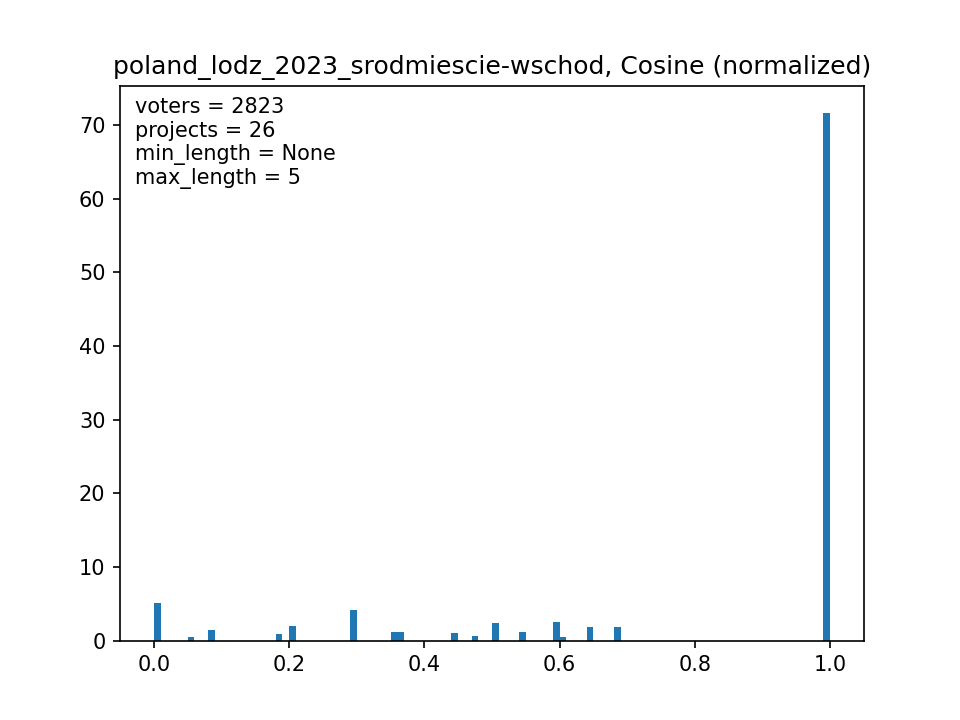 poland_lodz_2023_srodmiescie-wschod, Cosine (normalized)
voters = 2823
projects = 26
min_length = None
max_length = 5
70
60
50
40
30
20
10
0
0.0 0.2 0.4 0.6 0.8 1.0